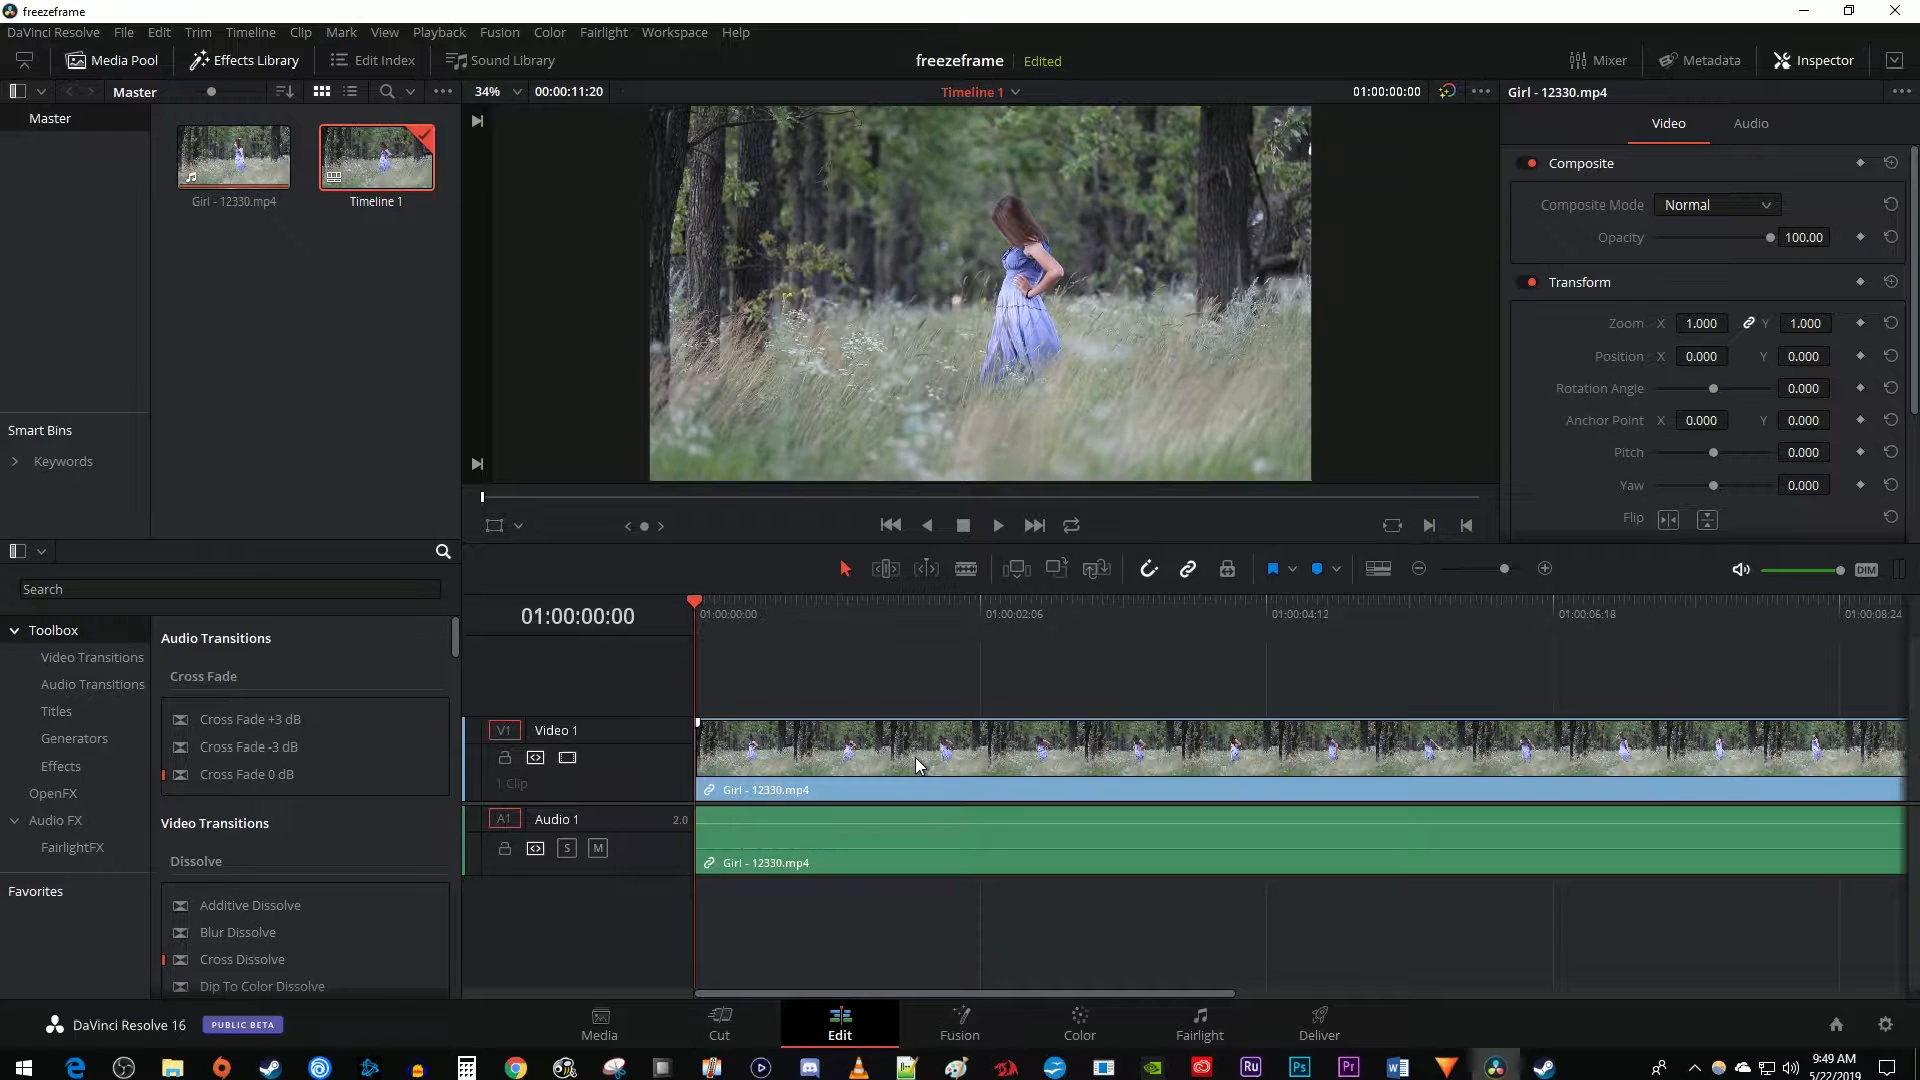 freezeframe
DaVinci Resolve File Edit Trim Timeline Clip Mark View Playback Fusion Color Fairlight Workspace Help
Media Pool Effects Library Edit Index Sound Library freezeframe Edited Mixer Metadata Inspector
Master 34% 00:00:11:20 Timeline 1 01:00:00:00 Girl - 12330.mp4
Master
Girl - 12330.mp4 Timeline 1
Smart Bins
Keywords
Video Audio
Composite
Composite Mode Normal
Opacity 100.00
Transform
Zoom X 1.000 Y 1.000
Position X 0.000 Y 0.000
Rotation Angle 0.000
Anchor Point X 0.000 Y 0.000
Pitch 0.000
Yaw 0.000
Flip
DIM
Search
Toolbox
Video Transitions
Audio Transitions
Titles
Generators
Effects
OpenFX
Audio FX
FairlightFX
Favorites
Audio Transitions
Cross Fade
Cross Fade +3 dB
Cross Fade -3 dB
Cross Fade 0 dB
Video Transitions
Dissolve
Additive Dissolve
Blur Dissolve
Cross Dissolve
Dip To Color Dissolve
01:00:00:00 01:00:00:00 01:00:02:06 01:00:04:12 01:00:06:18 01:00:08:24
V1 Video 1
1 Clip
Girl - 12330.mp4
A1 Audio 1 2.0
S M
Girl - 12330.mp4
DaVinci Resolve 16 PUBLIC BETA
Media Cut Edit Fusion Color Fairlight Deliver
Ru Ps Pr
9:49 AM
5/22/2019